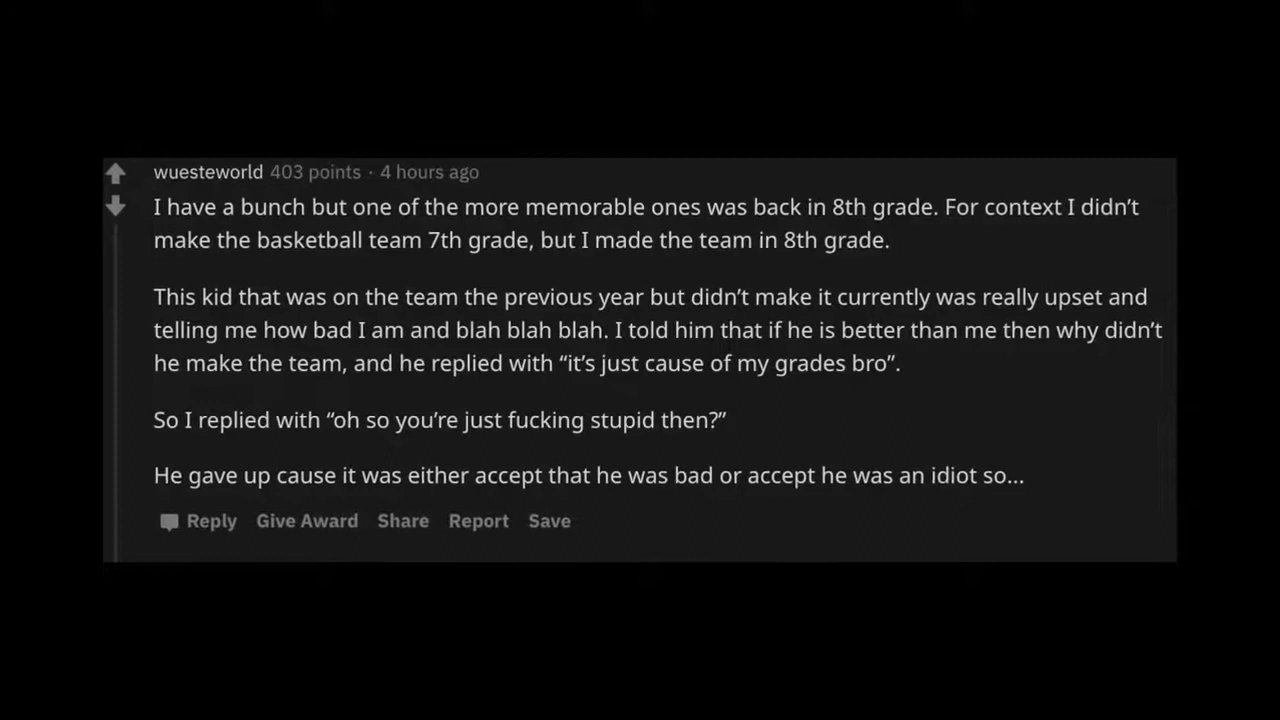 wuesteworld 403 points · 4 hours ago
I have a bunch but one of the more memorable ones was back in 8th grade. For context I didn’t
make the basketball team 7th grade, but I made the team in 8th grade.
This kid that was on the team the previous year but didn’t make it currently was really upset and
telling me how bad I am and blah blah blah. I told him that if he is better than me then why didn’t
he make the team, and he replied with “it’s just cause of my grades bro”.
So I replied with “oh so you’re just fucking stupid then?”
He gave up cause it was either accept that he was bad or accept he was an idiot so...
Reply Give Award Share Report Save